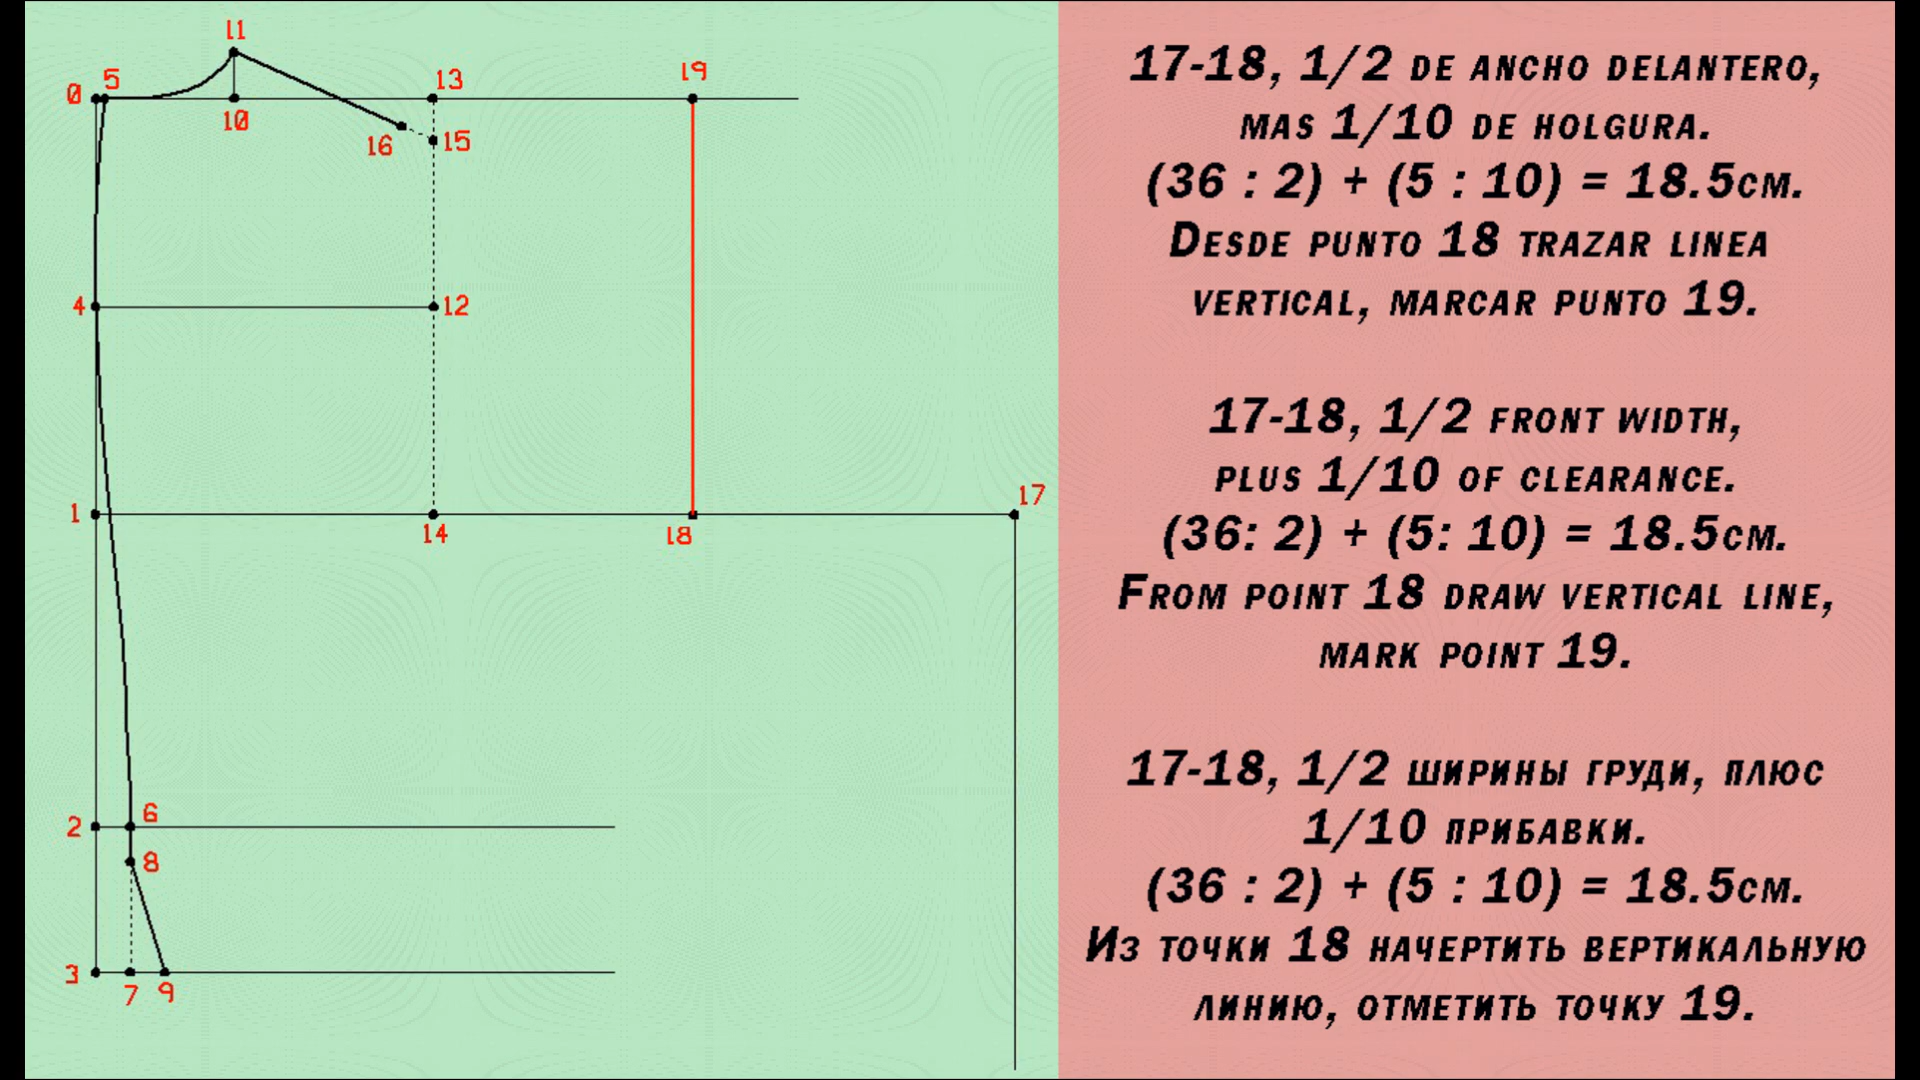 11
0 5 13 19
10
16 15
4 12
17
1 14 18
2 6
8
3 7 9
17-18, 1/2 DE ANCHO DELANTERO,
MAS 1/10 DE HOLGURA.
(36 : 2) + (5 : 10) = 18.5CM.
DESDE PUNTO 18 TRAZAR LINEA
VERTICAL, MARCAR PUNTO 19.
17-18, 1/2 FRONT WIDTH,
PLUS 1/10 OF CLEARANCE.
(36: 2) + (5: 10) = 18.5CM.
FROM POINT 18 DRAW VERTICAL LINE,
MARK POINT 19.
17-18, 1/2 ШИРИНЫ ГРУДИ, ПЛЮС
1/10 ПРИБАВКИ.
(36 : 2) + (5 : 10) = 18.5СМ.
ИЗ ТОЧКИ 18 НАЧЕРТИТЬ ВЕРТИКАЛЬНУЮ
ЛИНИЮ, ОТМЕТИТЬ ТОЧКУ 19.